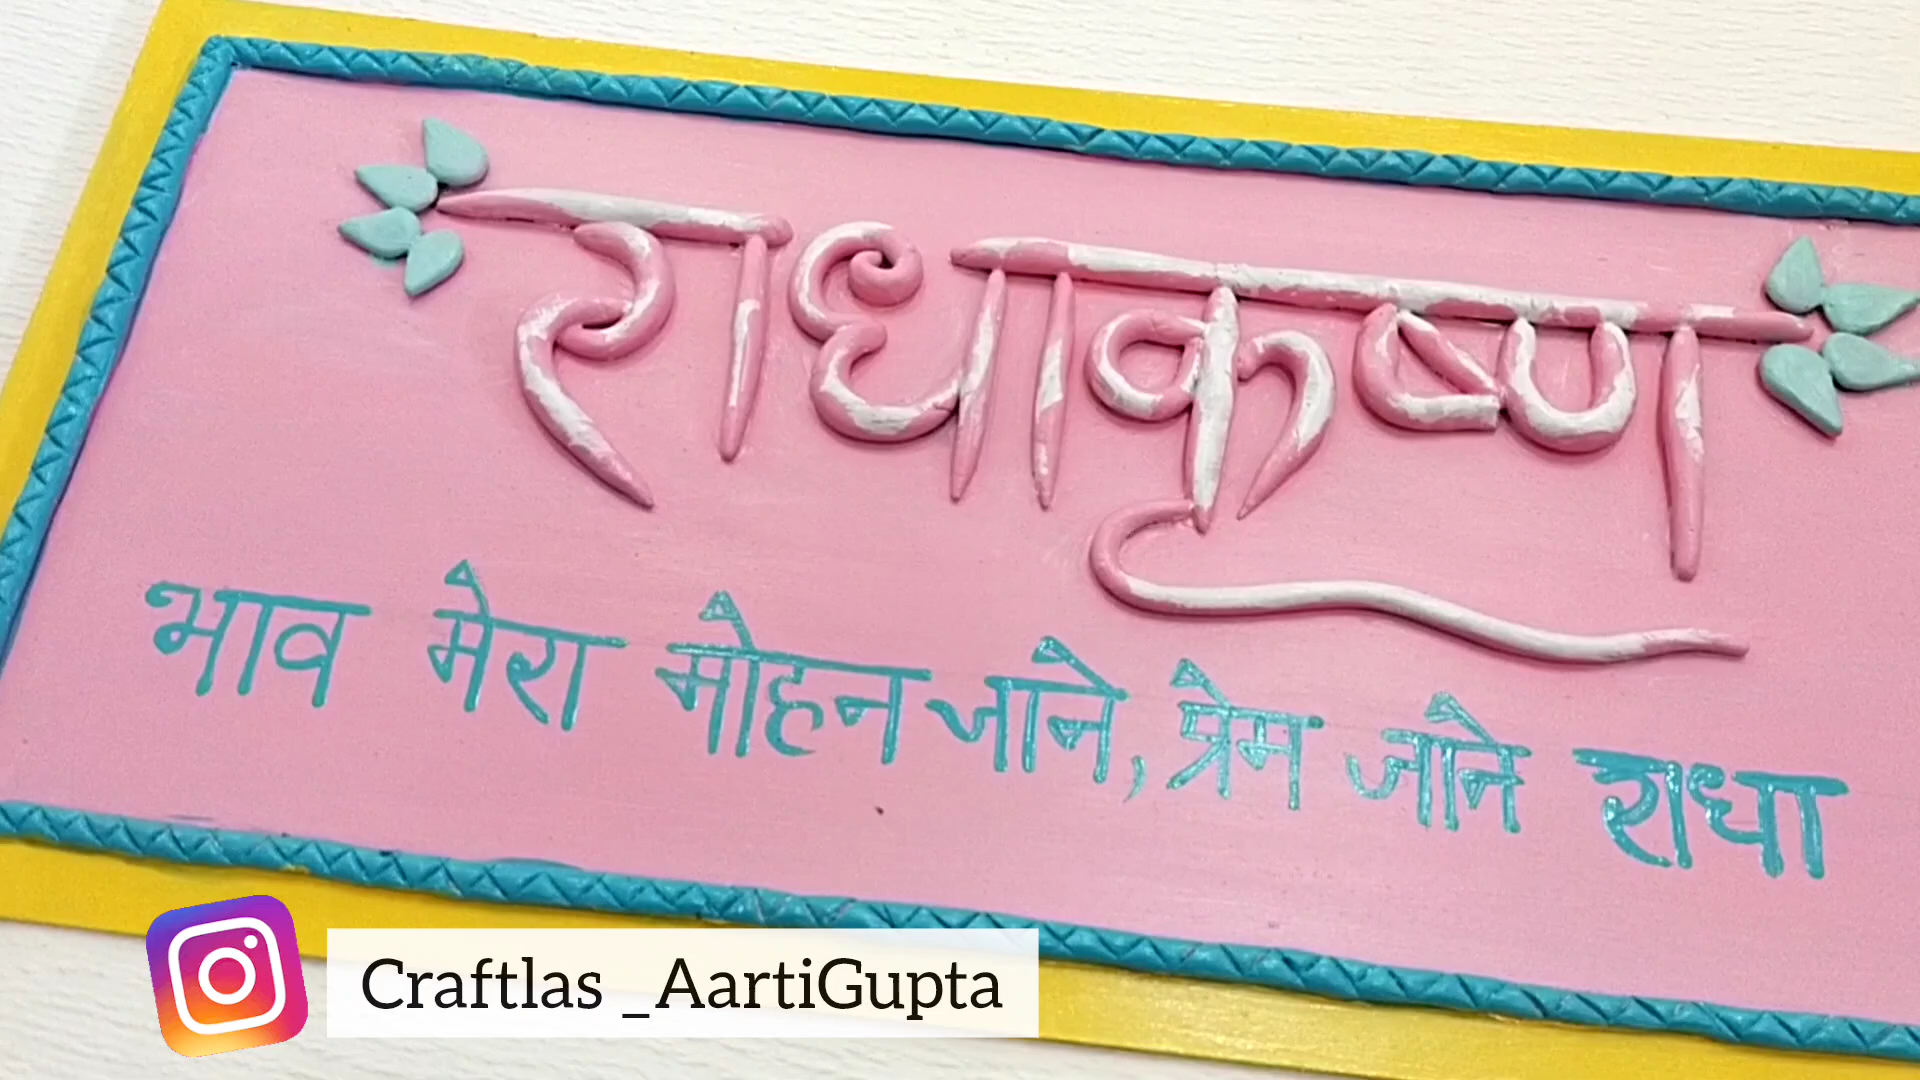 राधाकृष्ण
भाव मेरा मोहन जाने, प्रेम जाने राधा
Craftlas _AartiGupta